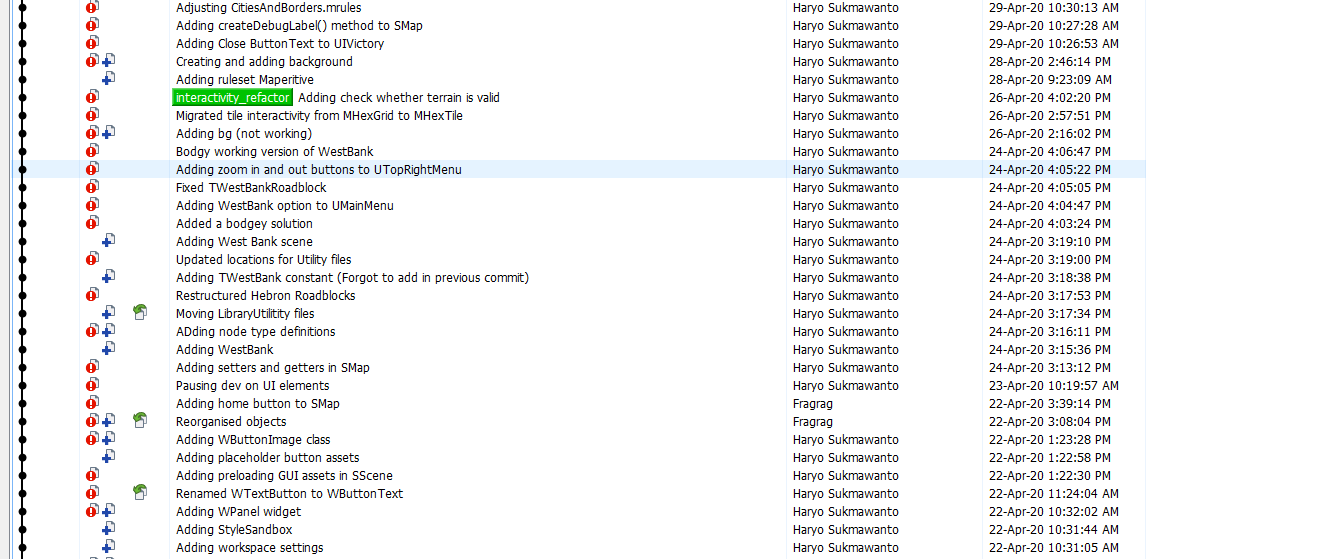 Adjusting CitiesAndBorders.mrules Haryo Sukmawanto 29-Apr-20 10:30:13 AM
Adding createDebugLabel() method to SMap Haryo Sukmawanto 29-Apr-20 10:27:28 AM
Adding Close ButtonText to UIVictory Haryo Sukmawanto 29-Apr-20 10:26:53 AM
Creating and adding background Haryo Sukmawanto 28-Apr-20 2:46:14 PM
Adding ruleset Maperitive Haryo Sukmawanto 28-Apr-20 9:23:09 AM
interactivity_refactor Adding check whether terrain is valid Haryo Sukmawanto 26-Apr-20 4:02:20 PM
Migrated tile interactivity from MHexGrid to MHexTile Haryo Sukmawanto 26-Apr-20 2:57:51 PM
Adding bg (not working) Haryo Sukmawanto 26-Apr-20 2:16:02 PM
Bodgy working version of WestBank Haryo Sukmawanto 24-Apr-20 4:06:47 PM
Adding zoom in and out buttons to UTopRightMenu Haryo Sukmawanto 24-Apr-20 4:05:22 PM
Fixed TWestBankRoadblock Haryo Sukmawanto 24-Apr-20 4:05:05 PM
Adding WestBank option to UMainMenu Haryo Sukmawanto 24-Apr-20 4:04:47 PM
Added a bodgey solution Haryo Sukmawanto 24-Apr-20 4:03:24 PM
Adding West Bank scene Haryo Sukmawanto 24-Apr-20 3:19:10 PM
Updated locations for Utility files Haryo Sukmawanto 24-Apr-20 3:19:00 PM
Adding TWestBank constant (Forgot to add in previous commit) Haryo Sukmawanto 24-Apr-20 3:18:38 PM
Restructured Hebron Roadblocks Haryo Sukmawanto 24-Apr-20 3:17:53 PM
Moving LibraryUtilitity files Haryo Sukmawanto 24-Apr-20 3:17:34 PM
ADding node type definitions Haryo Sukmawanto 24-Apr-20 3:16:11 PM
Adding WestBank Haryo Sukmawanto 24-Apr-20 3:15:36 PM
Adding setters and getters in SMap Haryo Sukmawanto 24-Apr-20 3:13:12 PM
Pausing dev on UI elements Haryo Sukmawanto 23-Apr-20 10:19:57 AM
Adding home button to SMap Fragrag 22-Apr-20 3:39:14 PM
Reorganised objects Fragrag 22-Apr-20 3:08:04 PM
Adding WButtonImage class Haryo Sukmawanto 22-Apr-20 1:23:28 PM
Adding placeholder button assets Haryo Sukmawanto 22-Apr-20 1:22:58 PM
Adding preloading GUI assets in SScene Haryo Sukmawanto 22-Apr-20 1:22:30 PM
Renamed WTextButton to WButtonText Haryo Sukmawanto 22-Apr-20 11:24:04 AM
Adding WPanel widget Haryo Sukmawanto 22-Apr-20 10:32:02 AM
Adding StyleSandbox Haryo Sukmawanto 22-Apr-20 10:31:44 AM
Adding workspace settings Haryo Sukmawanto 22-Apr-20 10:31:05 AM